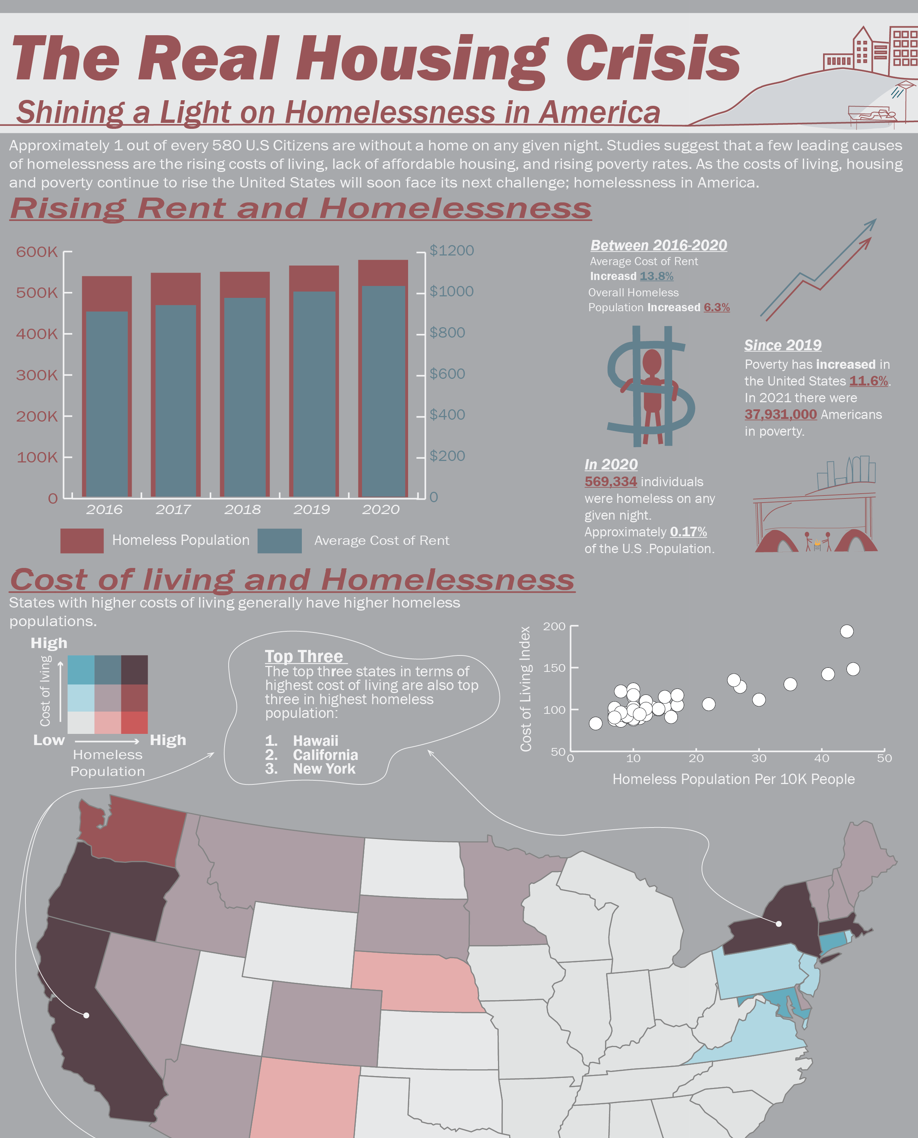 The Real Housing Crisis
Shining a Light on Homelessness in America
Approximately 1 out of every 580 U.S Citizens are without a home on any given night. Studies suggest that a few leading causes
of homelessness are the rising costs of living, lack of affordable housing, and rising poverty rates. As the costs of living, housing
and poverty continue to rise the United States will soon face its next challenge; homelessness in America.
Rising Rent and Homelessness
600K
500K
400K
300K
200K
100K
0
$1200
$1000
$800
$600
$400
$200
0
2016 2017 2018 2019 2020
Homeless Population
Average Cost of Rent
Between 2016-2020
Average Cost of Rent
Increasd 13.8%
Overall Homeless
Population Increased 6.3%
Since 2019
Poverty has increased in
the United States 11.6%.
In 2021 there were
37,931,000 Americans
in poverty.
In 2020
569,334 individuals
were homeless on any
given night.
Approximately 0.17%
of the U.S .Population.
Cost of living and Homelessness
States with higher costs of living generally have higher homeless
populations.
High
Cost of lvng
Low
High
Homeless
Population
Top Three
The top three states in terms of
highest cost of living are also top
three in highest homeless
population:
1. Hawaii
2. California
3. New York
Cost of Living Index
200
150
100
50
0 10 20 30 40 50
Homeless Population Per 10K People